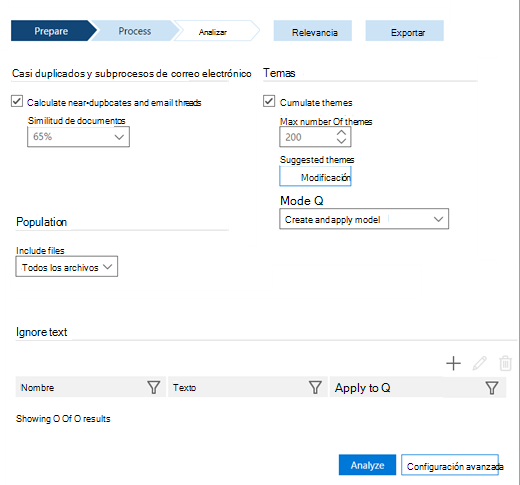 Prepare Process Analizar Relevancia Exportar
Casi duplicados y subprocesos de correo electrónico
Temas
Calculate near-dupbcates and email threads
Cumulate themes
Similitud de documentos
Max number Of themes
65%
200
Suggested themes
Modificación
Mode Q
Create and apply model
Population
Include files
Todos los archivos
Ignore text
Nombre Texto Apply to Q
Showing O Of O results
Analyze Configuración avanzada